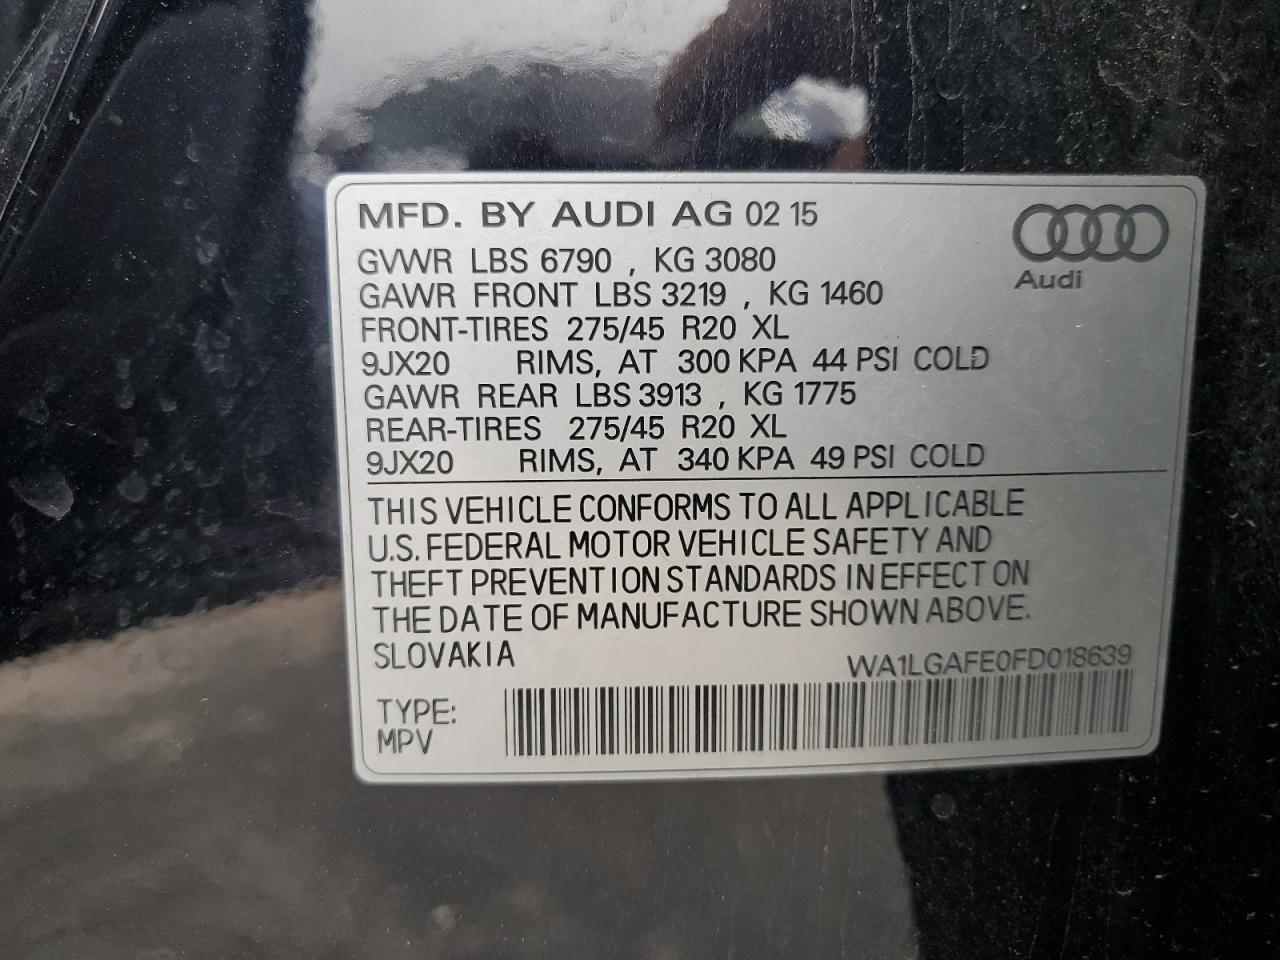 MFD. BY AUDI AG 02 15
Audi
GVWR LBS 6790 , KG 3080
GAWR FRONT LBS 3219 , KG 1460
FRONT-TIRES 275/45 R20 XL
9JX20 RIMS, AT 300 KPA 44 PSI COLD
GAWR REAR LBS 3913 , KG 1775
REAR-TIRES 275/45 R20 XL
9JX20 RIMS, AT 340 KPA 49 PSI COLD
THIS VEHICLE CONFORMS TO ALL APPLICABLE
U.S. FEDERAL MOTOR VEHICLE SAFETY AND
THEFT PREVENTION STANDARDS IN EFFECT ON
THE DATE OF MANUFACTURE SHOWN ABOVE.
SLOVAKIA
WA1LGAFE0FD018639
TYPE:
MPV